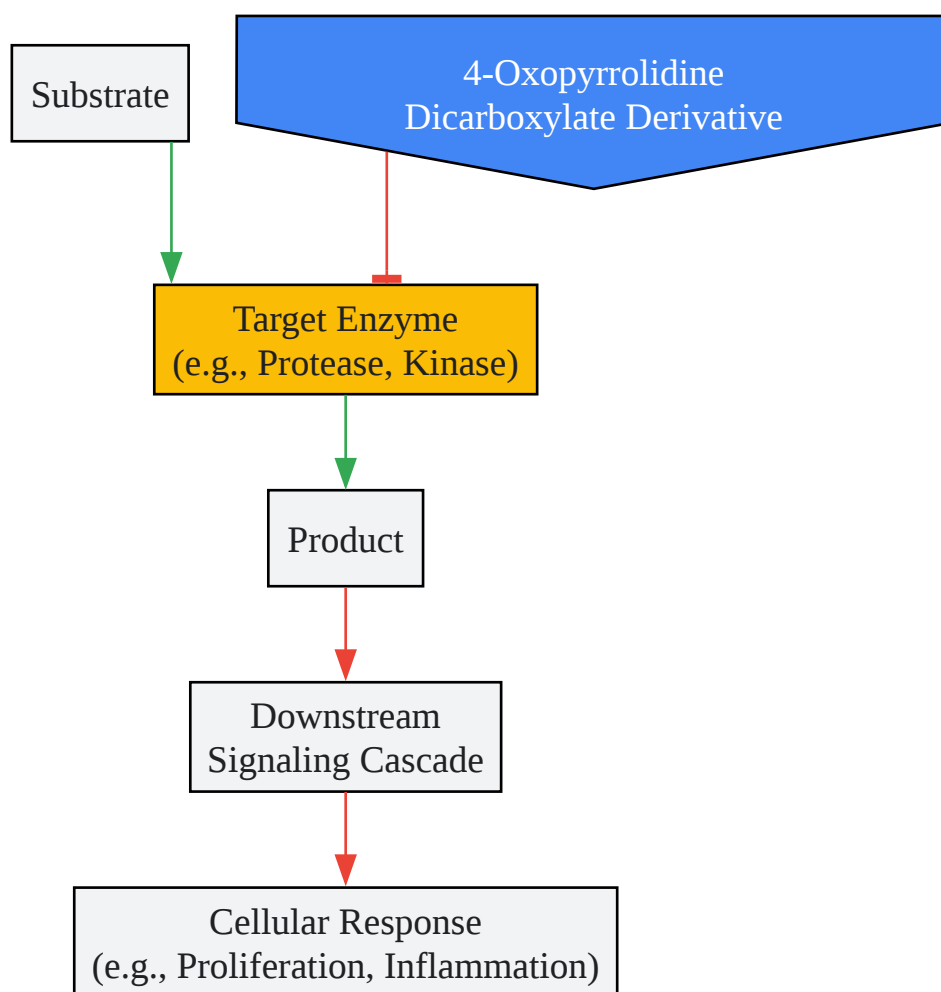 Substrate
4-Oxopyrrolidine
Dicarboxylate Derivative
Target Enzyme
(e.g., Protease, Kinase)
Product
Downstream
Signaling Cascade
Cellular Response
(e.g., Proliferation, Inflammation)